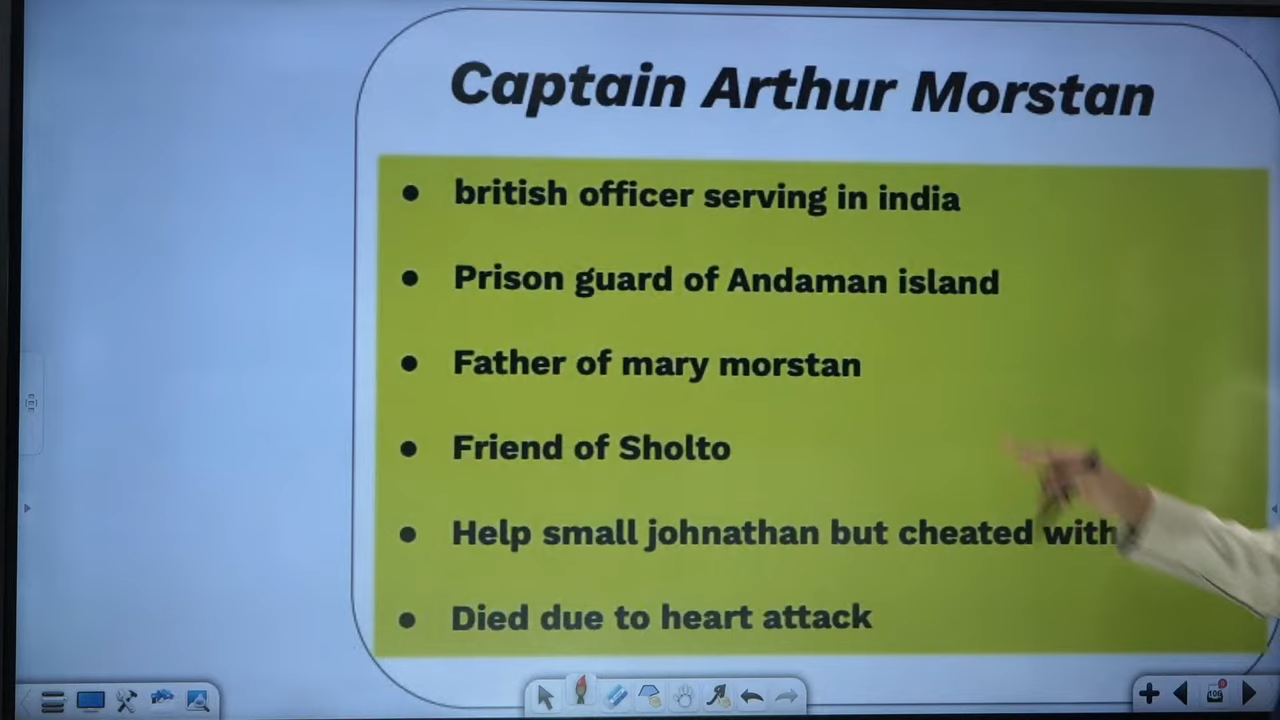 Captain Arthur Morstan
british officer serving in india
Prison guard of Andaman island
Father of mary morstan
Friend of Sholto
Help small johnathan but cheated with
Died due to heart attack